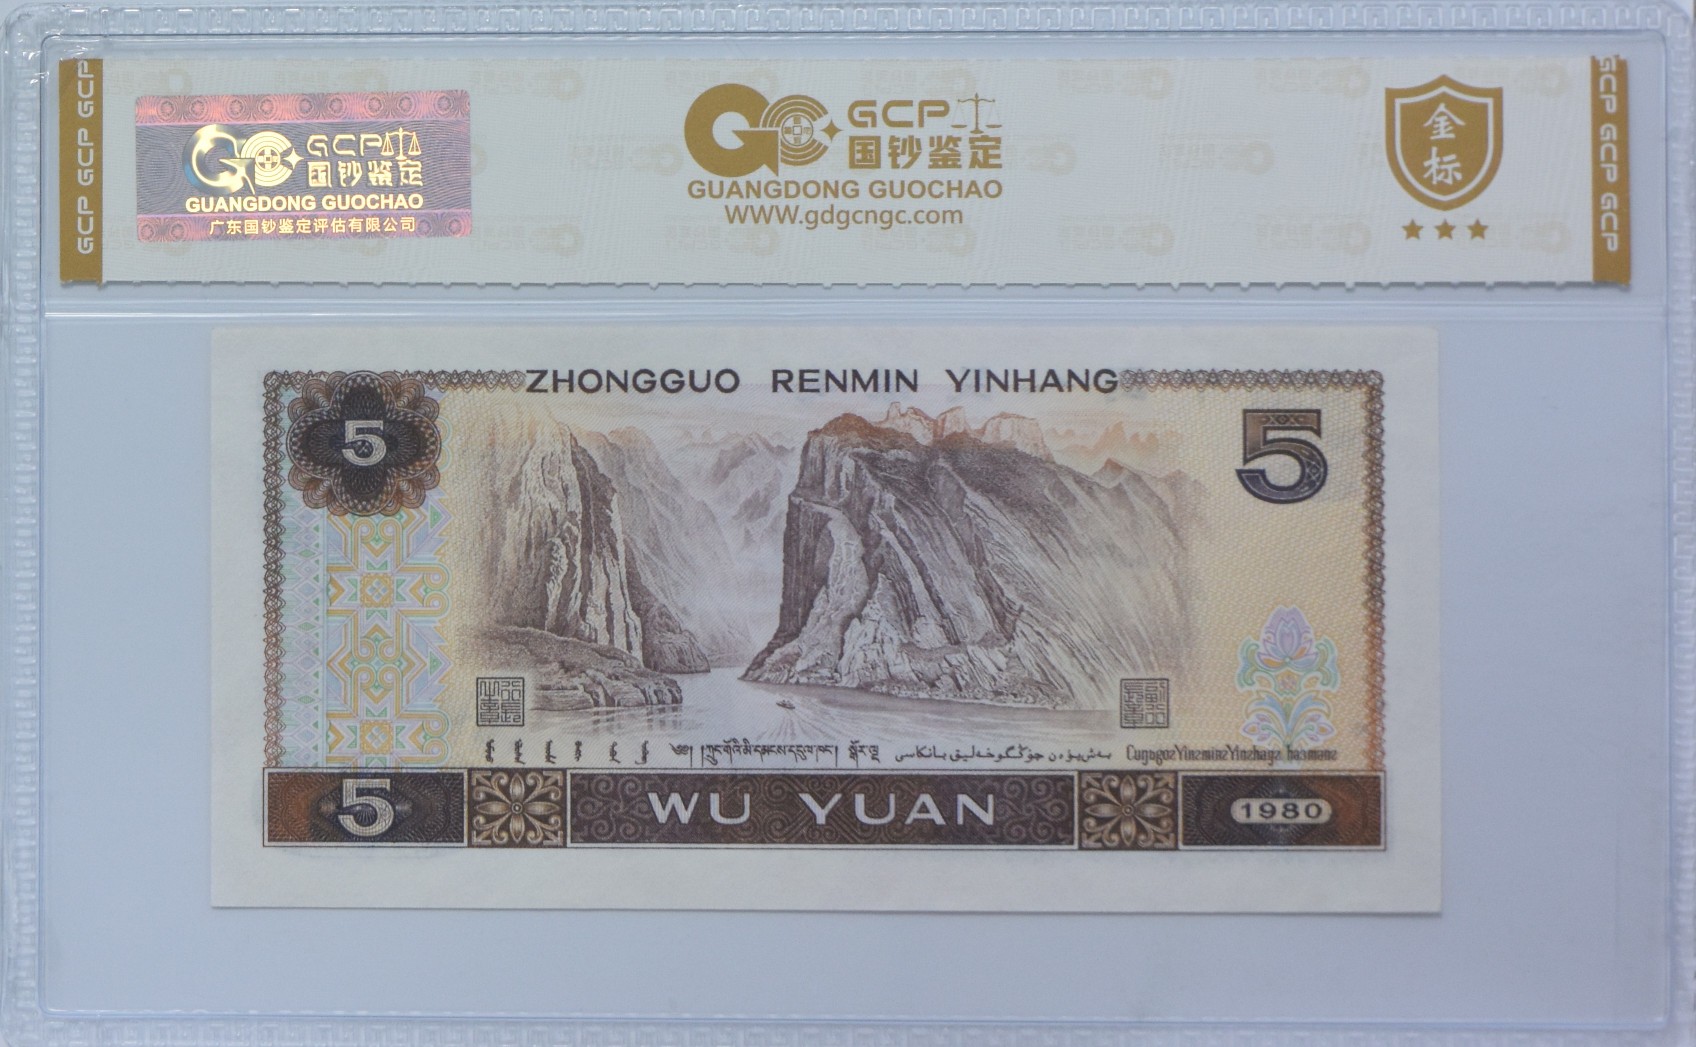 GCP GCP GCP
GCP 国钞鉴定
GUANGDONG GUOCHAO
广东国钞鉴定评估有限公司
GCP
国钞鉴定
GUANGDONG GUOCHAO
WWW.gdgcngc.com
金标
GCP GCP GCP
ZHONGGUO RENMIN YINHANG
5
5
5
WU YUAN
1980